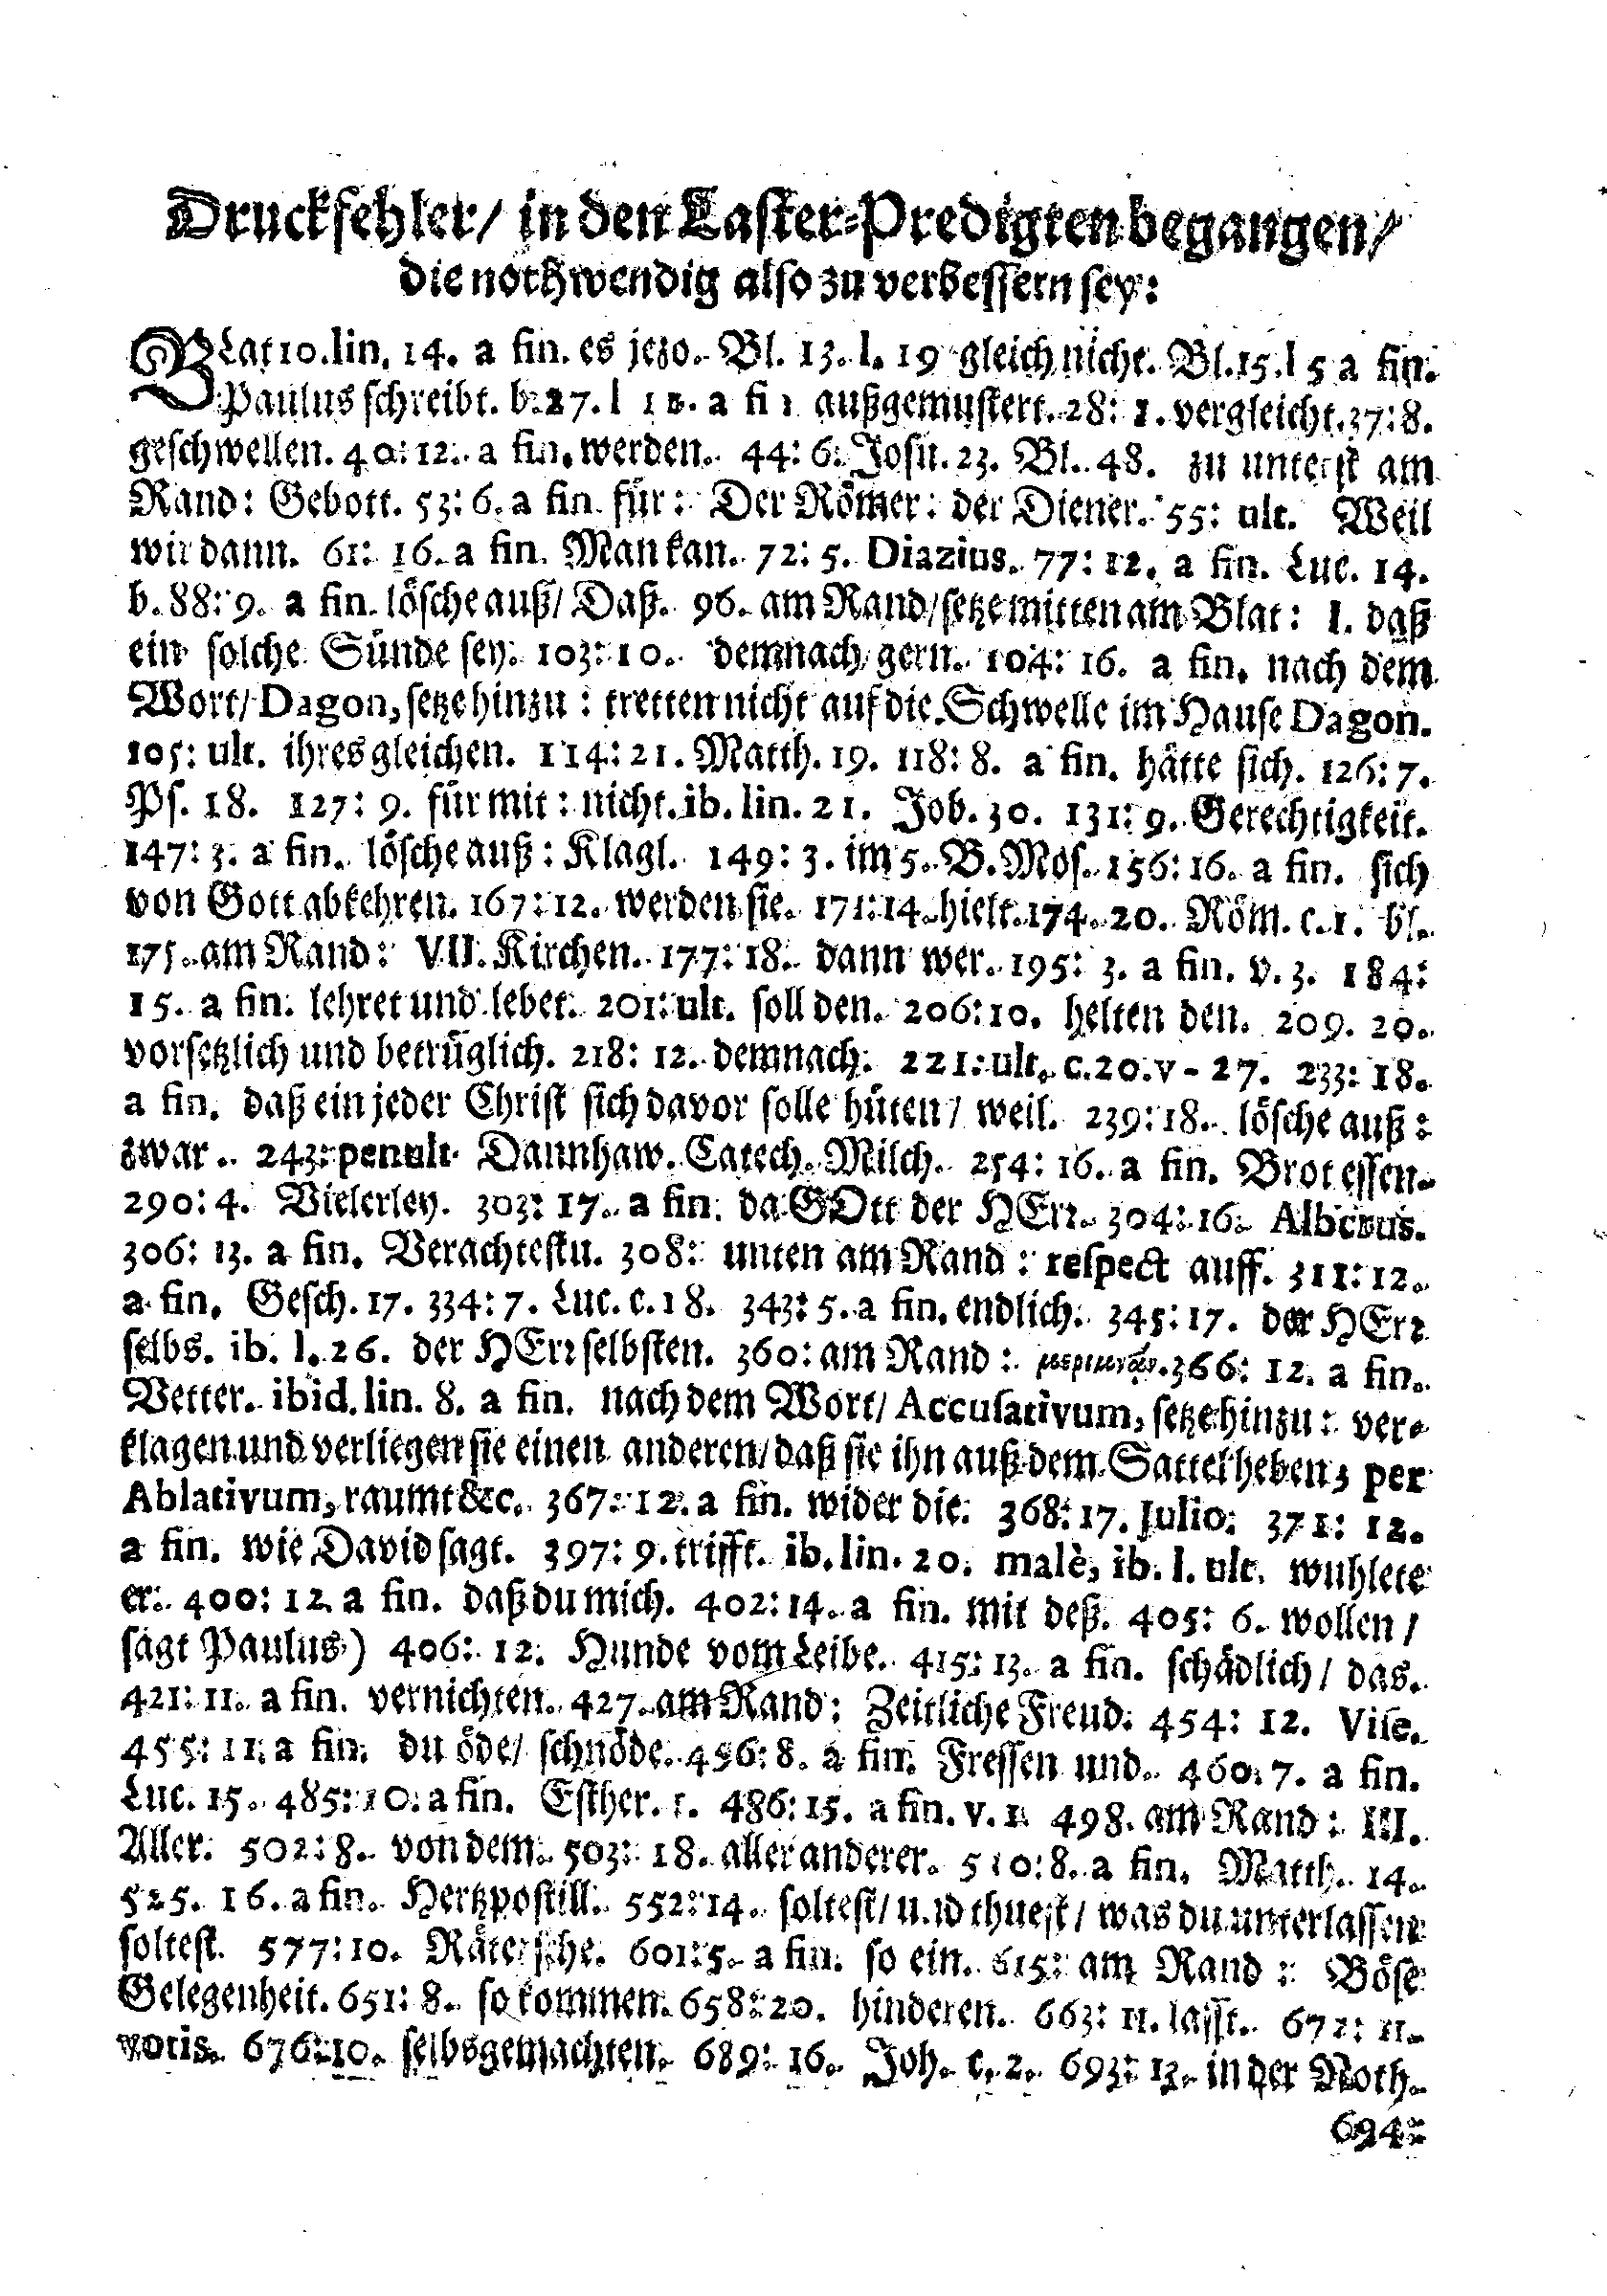 Druckfehler/ in den Laster-Predigten begangen/
die nothwendig also zu verbessern sey:
BLat 10. lin. 14. a fin. es jezo. Bl. 13. l. 19 gleich nicht. Bl. 15. l 5 a fin.
Paulus schreibt. b. 27. l 18. a fin außgemustert. 28: 1. vergleicht. 37: 8.
geschwellen. 40: 12. a fin. werden. 44: 6. Josu. 23. Bl. 48. zu unterst am
Rand: Gebott. 53: 6. a fin. für: Der Römer: der Diener. 55: ult. Weil
wir dann. 61: 16. a fin. Man kan. 72: 5. Diazius. 77: 12. a fin. Luc. 14.
b. 88: 9. a fin. lösche auß/ Daß. 96. am Rand/ setze mitten am Blat: I. daß
ein solche Sünde sey. 103: 10. demnach gern. 104: 16. a fin. nach dem
Wort/ Dagon, setze hinzu: tretten nicht auf die Schwelle im Hause Dagon.
105: ult. ihres gleichen. 114: 21. Matth. 19. 118: 8. a fin. hätte sich. 126: 7.
Ps. 18. 127: 9. für mit: nicht. ib. lin. 21. Job. 30. 131: 9. Gerechtigkeit.
147: 3. a fin. lösche auß: Klagl. 149: 3. im 5. B. Mos. 156: 16. a fin. sich
von Gott abkehren. 167: 12. werden sie. 171: 14. hielt. 174. 20. Röm. c. 1. bl.
175. am Rand: VII. Kirchen. 177: 18. dann wer. 195: 3. a fin. v. 3. 184:
15. a fin. lehret und lebet. 201: ult. soll den. 206: 10. helten den. 209. 20.
vorsetzlich und betrüglich. 218: 12. demnach. 221: ult. c. 20. v - 27. 233: 18.
a fin. daß ein jeder Christ sich davor solle hüten/ weil. 239: 18. lösche auß:
zwar. 243: penult. Dannhaw. Catech. Milch. 254: 16. a fin. Brot essen.
290: 4. Vielerley. 303: 17. a fin. da GOtt der HErr. 304: 16. Albinus.
306: 13. a fin. Verachtestu. 308: unten am Rand: respect auff. 311: 12.
a fin. Gesch. 17. 334: 7. Luc. c. 18. 343: 5. a fin. endlich. 345: 17. der HErr
selbs. ib. l. 26. der HErr selbsten. 360: am Rand: μεριμνᾶν. 366: 12. a fin.
Vetter. ibid. lin. 8. a fin. nach dem Wort/ Accusativum, setze hinzu: ver-
klagen und verliegen sie einen anderen/ daß sie ihn auß dem Sattel heben, per
Ablativum, raumt &c. 367: 12. a fin. wider die. 368: 17. Julio. 371: 12.
a fin. wie David sagt. 397: 9. trifft. ib. lin. 20. malè, ib. l. ult. wuhlete
er. 400: 12. a fin. daß du mich. 402: 14. a fin. mit deß. 405: 6. wollen/
sagt Paulus) 406: 12. Hunde vom Leibe. 415: 13. a fin. schädlich/ das.
421: 11. a fin. vernichten. 427. am Rand: Zeitliche Freud. 454: 12. Vise.
455: 11. a fin. du öde/ schnöde. 456: 8. a fin. Fressen und. 460. 7. a fin.
Luc. 15. 485: 10. a fin. Esther. 1. 486: 15. a fin. v. 1. 498. am Rand: III.
Aller. 502: 8. von dem. 503: 18. aller anderer. 510: 8. a fin. Matth. 14.
525. 16. a fin. Hertzpostill. 552: 14. soltest/ und thuest/ was du unterlassen
soltest. 577: 10. Rätersche. 601: 5. a fin. so ein. 615: am Rand: Böse
Gelegenheit. 651: 8. so kommen. 658: 20. hinderen. 663: 11. lasst. 672: 11.
votis. 676: 10. selbsgemachten. 689: 16. Joh. c. 2. 693: 13. in der Noth.
694: